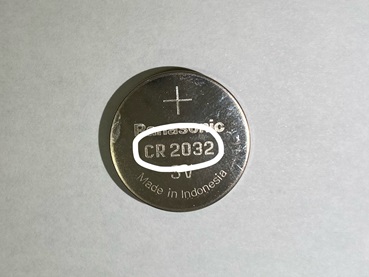 +
Panasonic
CR 2032
3V
Made in Indonesia